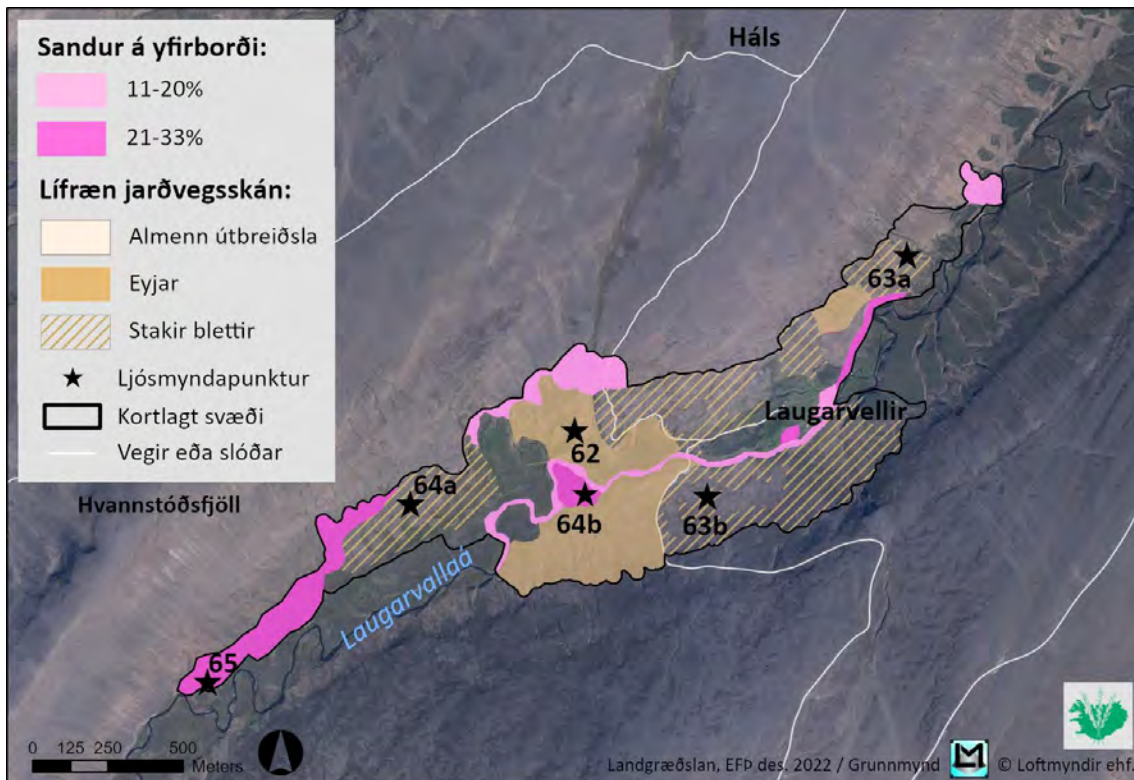 Sandur á yfirborði:
11-20%
21-33%
Lífræn jarðvegsskán:
Almenn útbreiðsla
Eyjar
Stakir blettir
Ljósmyndapunktur
Kortlagt svæði
Vegir eða slóðar
Háls
63a
Laugarvellir
62
64a
Hvannstóðsfjöll
64b
63b
Laugarvallaá
65
0 125 250 500
Meters
Landgræðslan, EFÞ des. 2022 / Grunnmynd © Loftmyndir ehf.